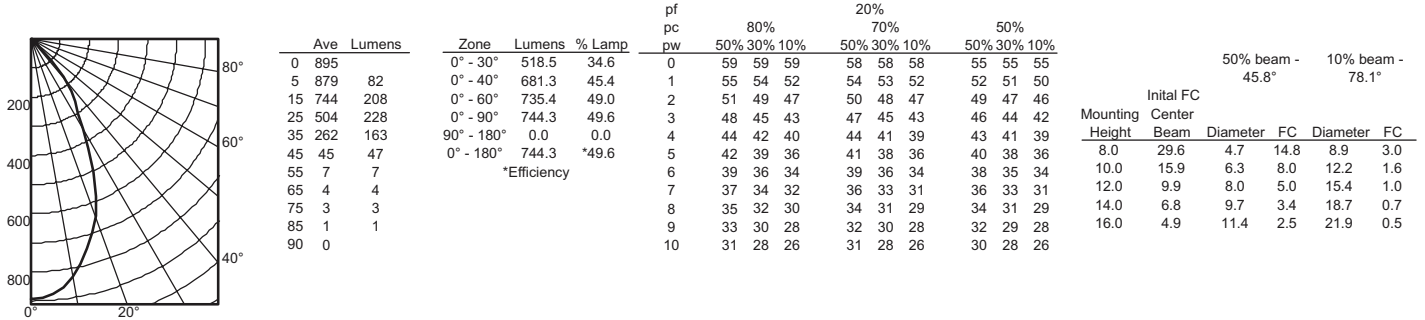 200
400
600
800
0°
20°
40°
60°
80°
Ave Lumens
0 895
5 879 82
15 744 208
25 504 228
35 262 163
45 45 47
55 7 7
65 4 4
75 3 3
85 1 1
90 0
Zone Lumens % Lamp
0° - 30° 518.5 34.6
0° - 40° 681.3 45.4
0° - 60° 735.4 49.0
0° - 90° 744.3 49.6
90° - 180° 0.0 0.0
0° - 180° 744.3 *49.6
*Efficiency
pf 20%
pc 80% 70% 50%
pw 50% 30% 10% 50% 30% 10% 50% 30% 10%
0 59 59 59 58 58 58 55 55 55
1 55 54 52 54 53 52 52 51 50
2 51 49 47 50 48 47 49 47 46
3 48 45 43 47 45 43 46 44 42
4 44 42 40 44 41 39 43 41 39
5 42 39 36 41 38 36 40 38 36
6 39 36 34 39 36 34 38 35 34
7 37 34 32 36 33 31 36 33 31
8 35 32 30 34 31 29 34 31 29
9 33 30 28 32 30 28 32 29 28
10 31 28 26 31 28 26 30 28 26
50% beam - 10% beam -
45.8° 78.1°
Inital FC
Mounting Center
Height Beam Diameter FC Diameter FC
8.0 29.6 4.7 14.8 8.9 3.0
10.0 15.9 6.3 8.0 12.2 1.6
12.0 9.9 8.0 5.0 15.4 1.0
14.0 6.8 9.7 3.4 18.7 0.7
16.0 4.9 11.4 2.5 21.9 0.5